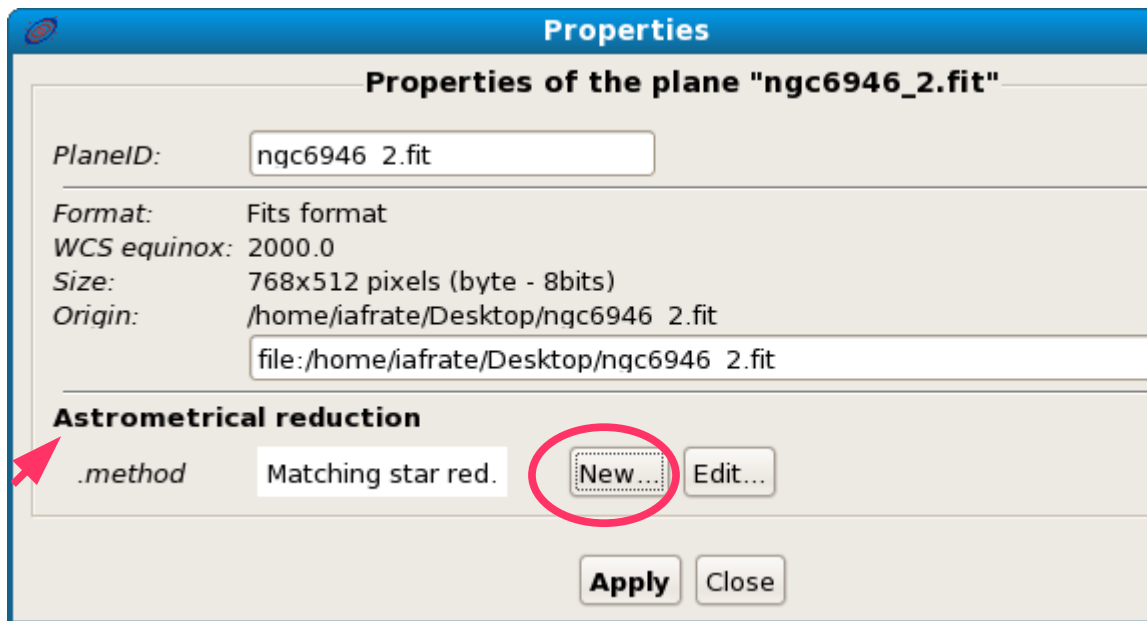 Properties
Properties of the plane "ngc6946_2.fit"
PlaneID: ngc6946_2.fit
Format: Fits format
WCS equinox: 2000.0
Size: 768x512 pixels (byte - 8bits)
Origin: /home/iafrate/Desktop/ngc6946_2.fit
file:/home/iafrate/Desktop/ngc6946_2.fit
Astrometrical reduction
.method Matching star red. New... Edit...
Apply Close